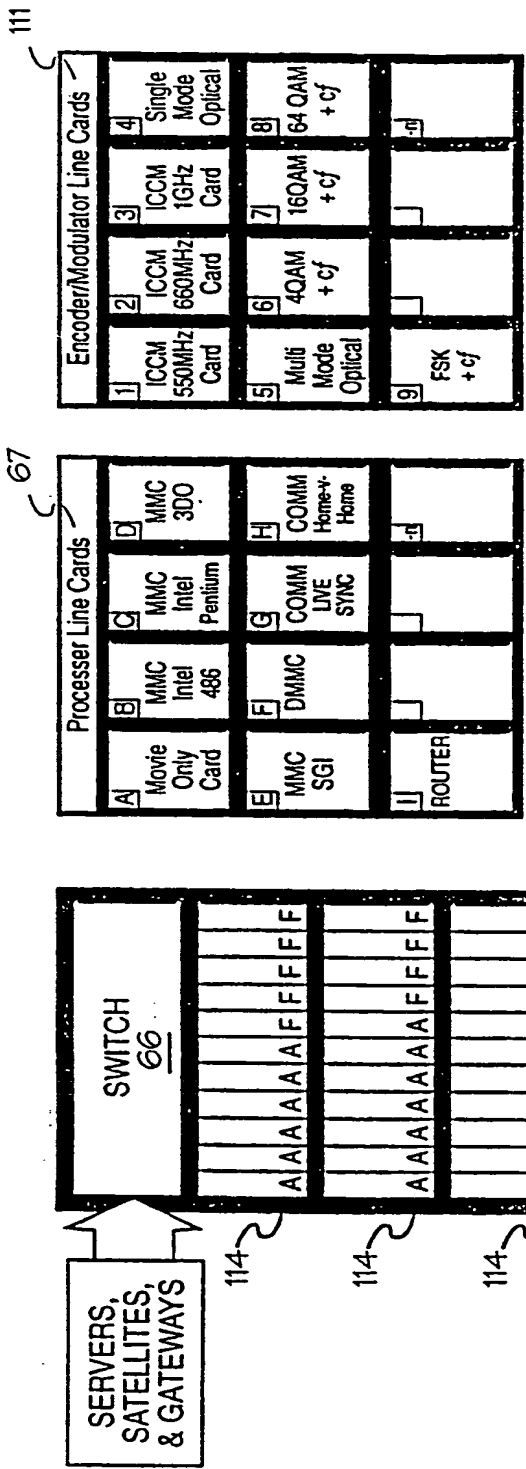 SERVERS,
SATELLITES,
& GATEWAYS
SWITCH
66
114
A A A A A A F F F F F
114
A A A A A A A F F F F
114
Processer Line Cards
67
A
Movie
Only
Card
B
MMC
Intel
486
C
MMC
Intel
Pentium
D
MMC
3DO
E
MMC
SGI
F
DMMC
G
COMM
LIVE
SYNC
H
COMM
Home-v-
Home
I
ROUTER
-n
Encoder/Modulator Line Cards
111
1
ICCM
550MHz
Card
2
ICCM
660MHz
Card
3
ICCM
1GHz
Card
4
Single
Mode
Optical
5
Multi
Mode
Optical
6
4QAM
+ cf
7
16QAM
+ cf
8
64 QAM
+ cf
9
FSK
+ cf
-n